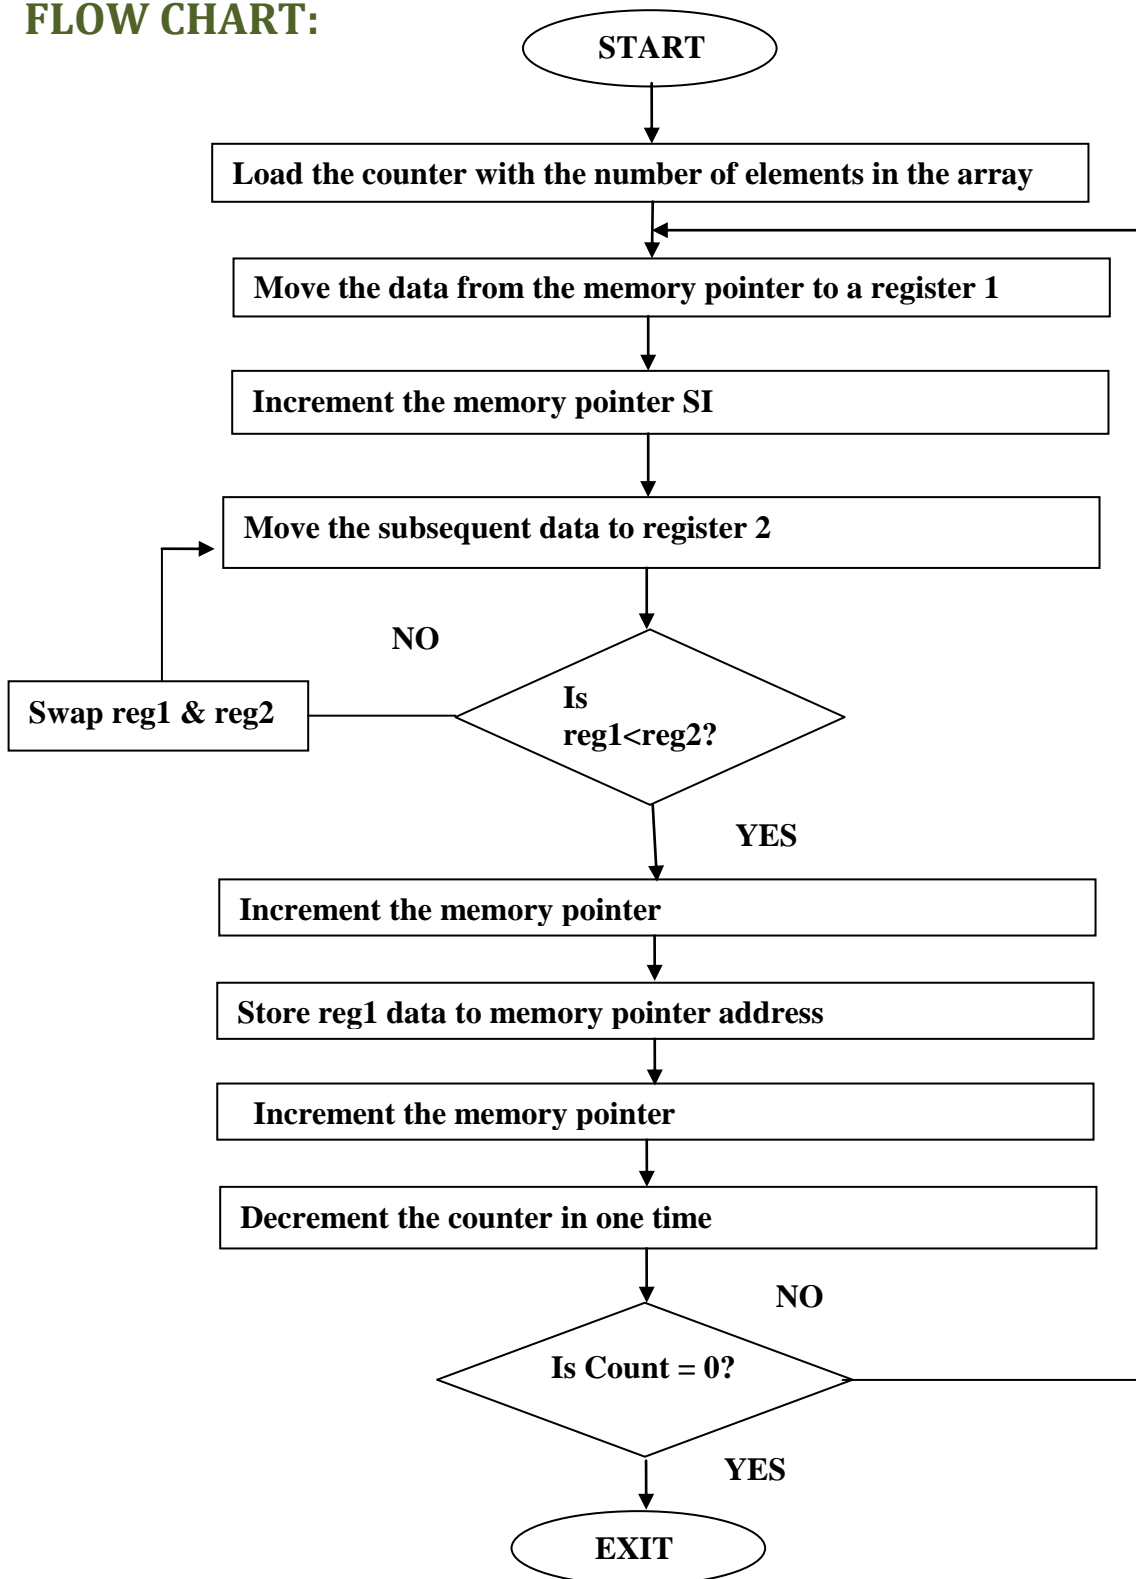 FLOW CHART:
START
Load the counter with the number of elements in the array
Move the data from the memory pointer to a register 1
Increment the memory pointer SI
Move the subsequent data to register 2
NO
Swap reg1 & reg2
Is
reg1<reg2?
YES
Increment the memory pointer
Store reg1 data to memory pointer address
Increment the memory pointer
Decrement the counter in one time
NO
Is Count = 0?
YES
EXIT